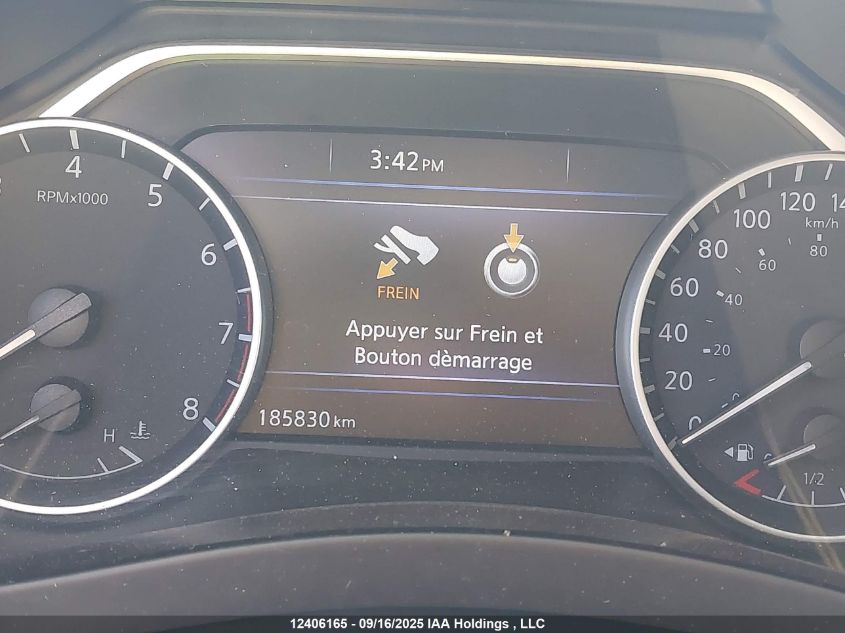 3:42 PM
4
5
6
7
8
RPMx1000
H
FREIN
Appuyer sur Frein et
Bouton dèmarrage
185830 km
0
20
40
60
80
100
120
km/h
20
40
60
80
1/2
12406165 - 09/16/2025 IAA Holdings , LLC